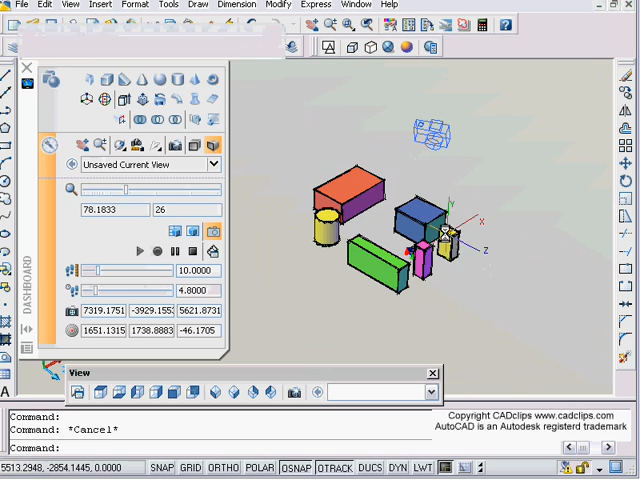 File Edit View Insert Format Tools Draw Dimension Modify Express Window Help
Unsaved Current View
78.1833 26
10.0000
4.8000
7319.1751 -3929.1553 5621.8731
1651.1315 1738.8883 -46.1705
DASHBOARD
Y
X
Z
View
Command:
Command: *Cancel*
Command:
Copyright CADclips www.cadclips.com
AutoCAD is an Autodesk registerd trademark
5513.2948, -2854.1445, 0.0000 SNAP GRID ORTHO POLAR OSNAP OTRACK DUCS DYN LWT